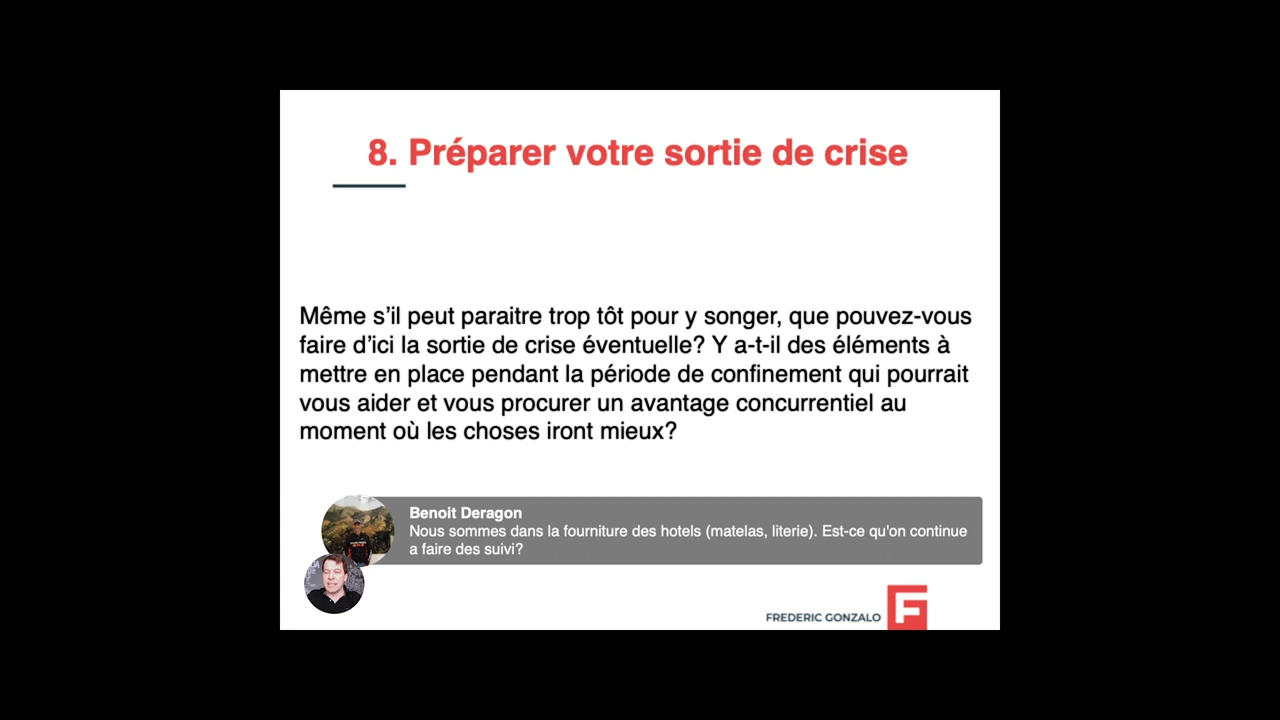 8. Préparer votre sortie de crise
Même s’il peut paraitre trop tôt pour y songer, que pouvez-vous
faire d’ici la sortie de crise éventuelle? Y a-t-il des éléments à
mettre en place pendant la période de confinement qui pourrait
vous aider et vous procurer un avantage concurrentiel au
moment où les choses iront mieux?
Benoit Deragon
Nous sommes dans la fourniture des hotels (matelas, literie). Est-ce qu'on continue
a faire des suivi?
FREDERIC GONZALO
F